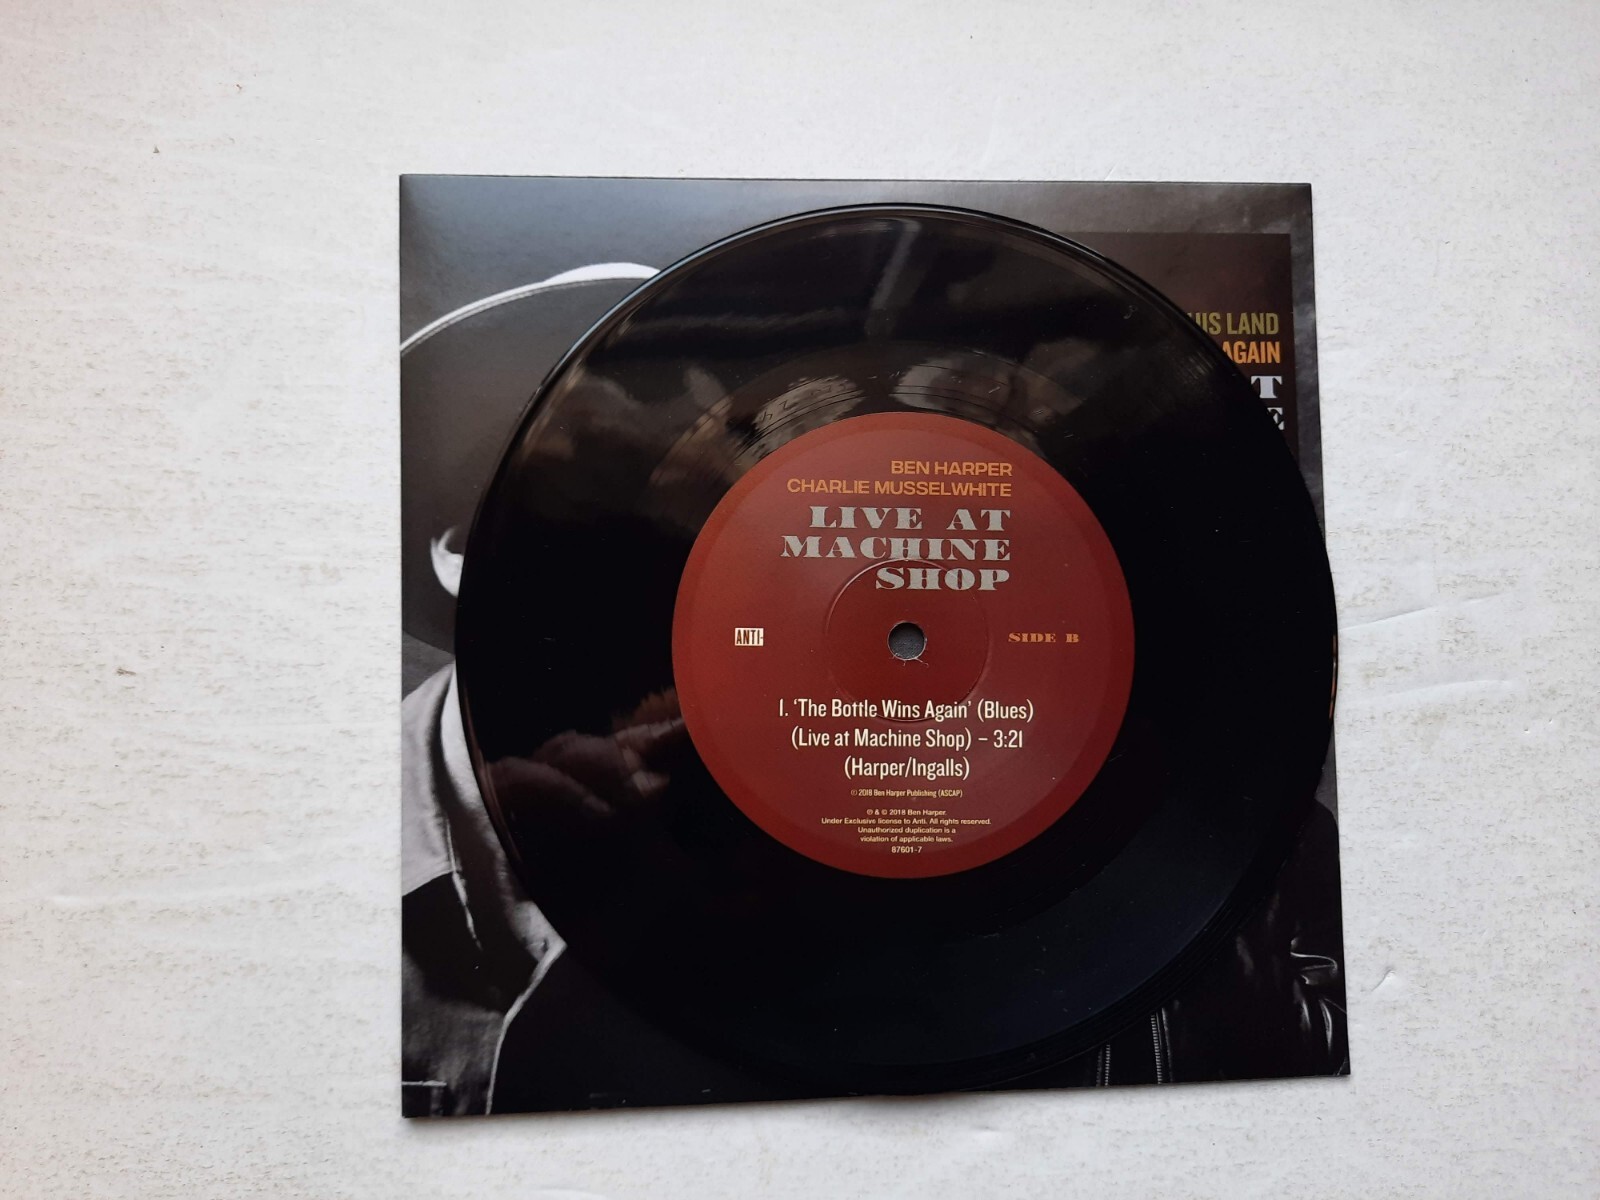 LAND
AGAIN
BEN HARPER
CHARLIE MUSSELWHITE
LIVE AT
MACHINE
SHOP
ANTI-
SIDE B
1. ‘The Bottle Wins Again’ (Blues)
(Live at Machine Shop) – 3:21
(Harper/Ingalls)
© 2018 Ben Harper Publishing (ASCAP)
℗ & © 2018 Ben Harper.
Under Exclusive license to Anti. All rights reserved.
Unauthorized duplication is a
violation of applicable laws.
87601-7